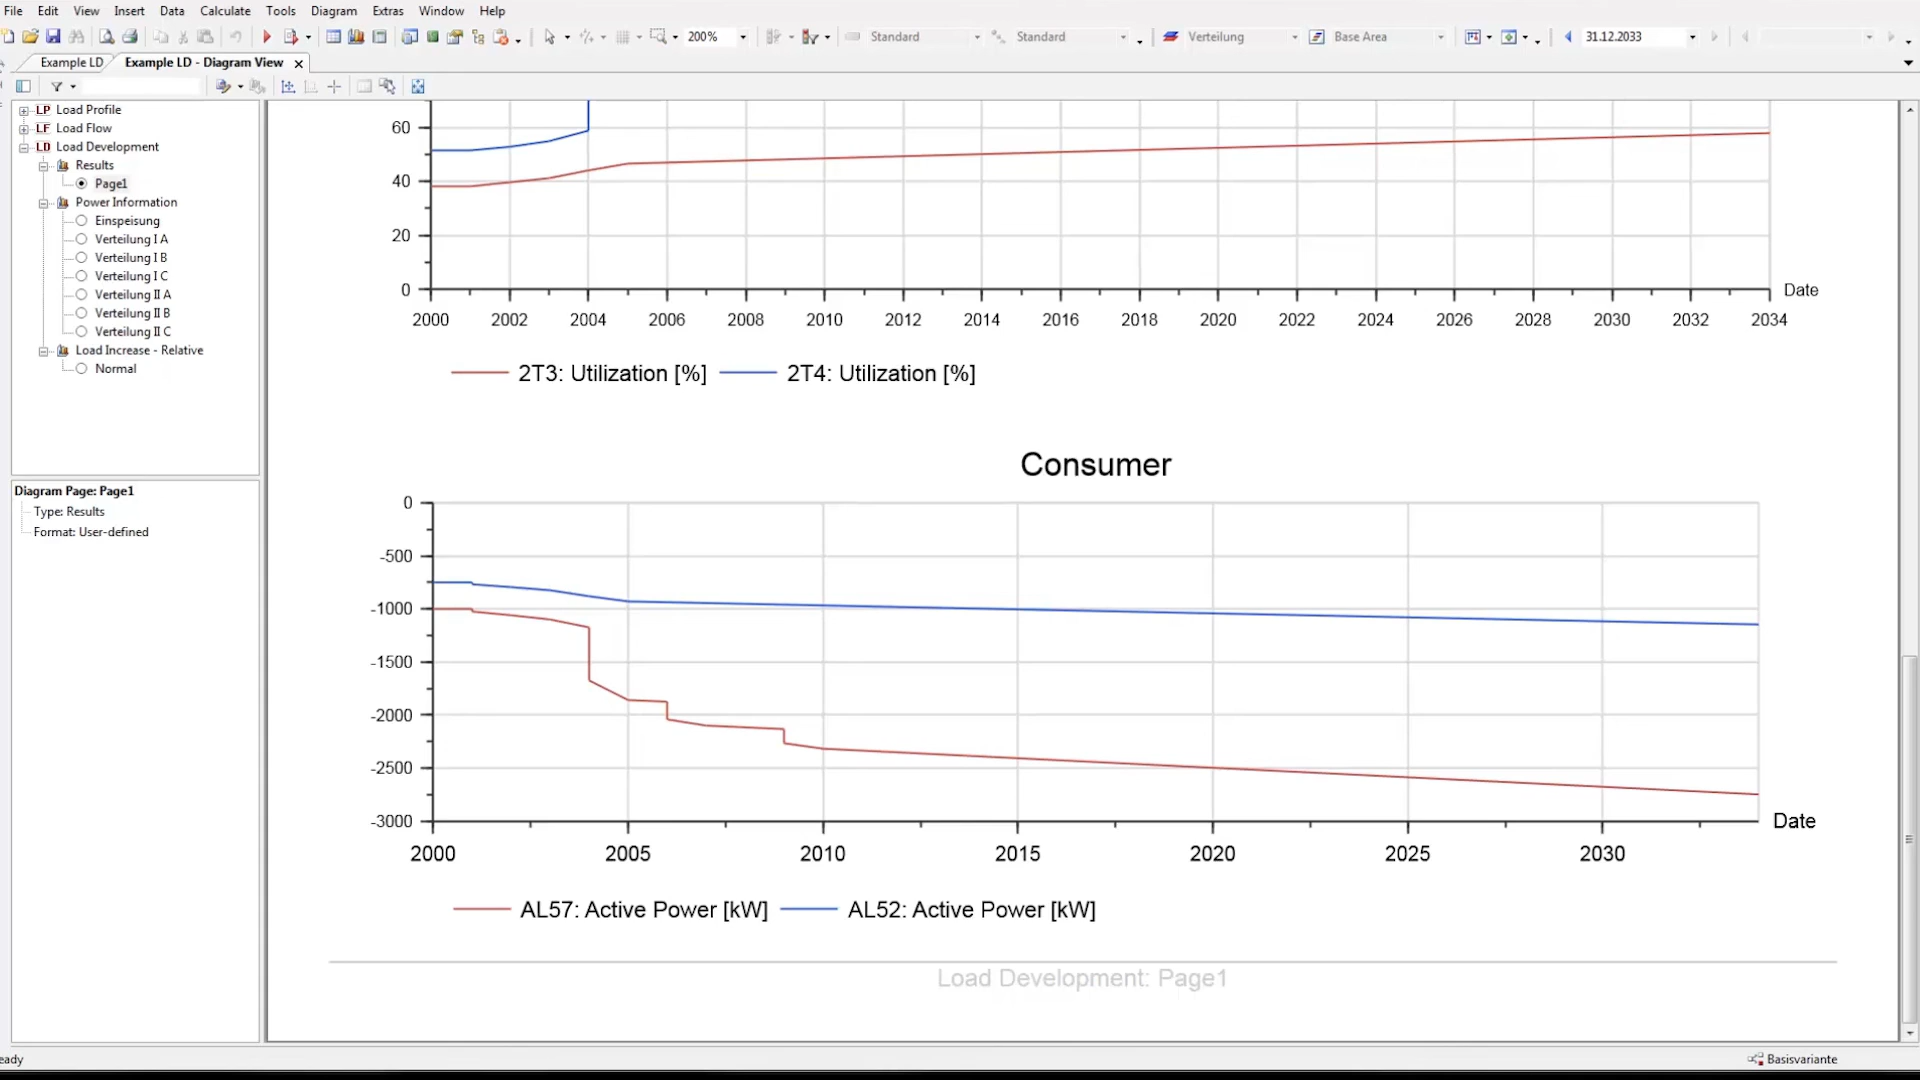 File Edit View Insert Data Calculate Tools Diagram Extras Window Help
200% Standard Standard Verteilung Base Area 31.12.2033
Example LD Example LD - Diagram View
LP Load Profile
LF Load Flow
LD Load Development
Results
Page1
Power Information
Einspeisung
Verteilung I A
Verteilung I B
Verteilung I C
Verteilung II A
Verteilung II B
Verteilung II C
Load Increase - Relative
Normal
Diagram Page: Page1
Type: Results
Format: User-defined
60
40
20
0
Date
2000 2002 2004 2006 2008 2010 2012 2014 2016 2018 2020 2022 2024 2026 2028 2030 2032 2034
2T3: Utilization [%] 2T4: Utilization [%]
Consumer
0
-500
-1000
-1500
-2000
-2500
-3000
Date
2000 2005 2010 2015 2020 2025 2030
AL57: Active Power [kW] AL52: Active Power [kW]
Load Development: Page1
eady Basisvariante